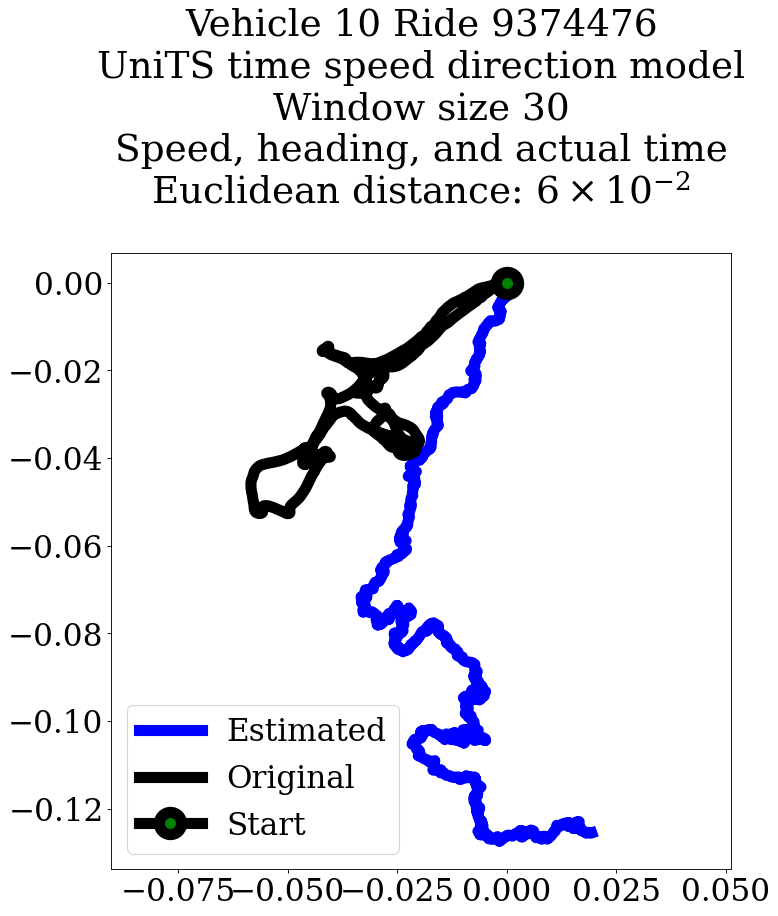 Vehicle 10 Ride 9374476
UniTS time speed direction model
Window size 30
Speed, heading, and actual time
Euclidean distance: 6 × 10⁻²
0.00
−0.02
−0.04
−0.06
−0.08
−0.10
−0.12
Estimated
Original
Start
−0.075 −0.050 −0.025 0.000 0.025 0.050